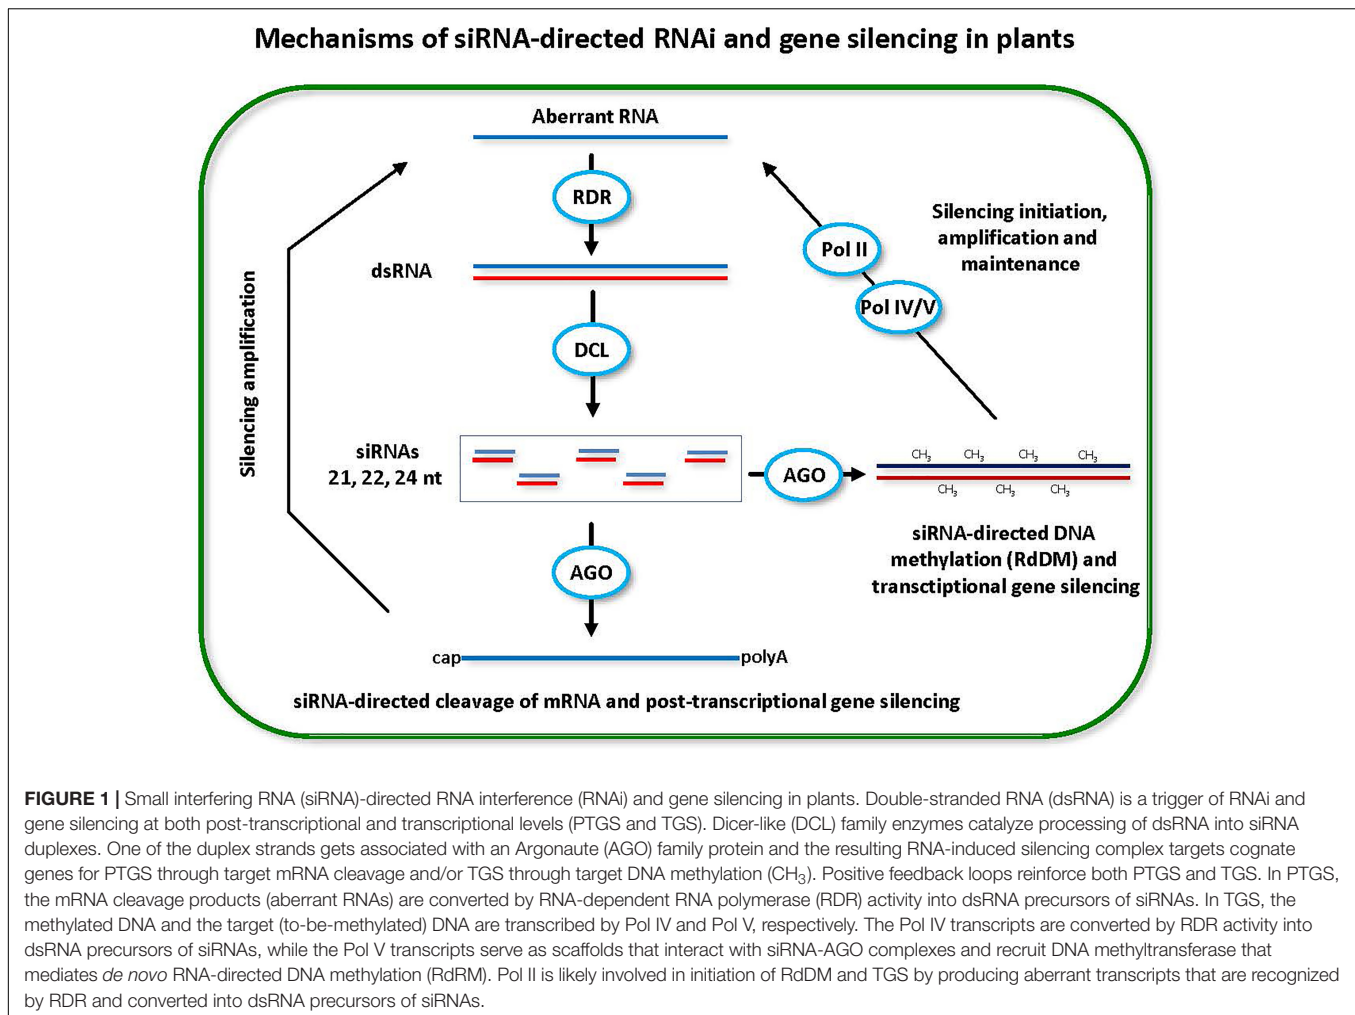 Mechanisms of siRNA-directed RNAi and gene silencing in plants
Aberrant RNA
RDR
Silencing initiation,
amplification and
maintenance
Pol II
dsRNA
Pol IV/V
Silencing amplification
DCL
siRNAs
21, 22, 24 nt
AGO
CH3 CH3 CH3 CH3
CH3 CH3 CH3
siRNA-directed DNA
methylation (RdDM) and
transctiptional gene silencing
AGO
cap polyA
siRNA-directed cleavage of mRNA and post-transcriptional gene silencing
FIGURE 1 | Small interfering RNA (siRNA)-directed RNA interference (RNAi) and gene silencing in plants. Double-stranded RNA (dsRNA) is a trigger of RNAi and
gene silencing at both post-transcriptional and transcriptional levels (PTGS and TGS). Dicer-like (DCL) family enzymes catalyze processing of dsRNA into siRNA
duplexes. One of the duplex strands gets associated with an Argonaute (AGO) family protein and the resulting RNA-induced silencing complex targets cognate
genes for PTGS through target mRNA cleavage and/or TGS through target DNA methylation (CH3). Positive feedback loops reinforce both PTGS and TGS. In PTGS,
the mRNA cleavage products (aberrant RNAs) are converted by RNA-dependent RNA polymerase (RDR) activity into dsRNA precursors of siRNAs. In TGS, the
methylated DNA and the target (to-be-methylated) DNA are transcribed by Pol IV and Pol V, respectively. The Pol IV transcripts are converted by RDR activity into
dsRNA precursors of siRNAs, while the Pol V transcripts serve as scaffolds that interact with siRNA-AGO complexes and recruit DNA methyltransferase that
mediates de novo RNA-directed DNA methylation (RdRM). Pol II is likely involved in initiation of RdDM and TGS by producing aberrant transcripts that are recognized
by RDR and converted into dsRNA precursors of siRNAs.